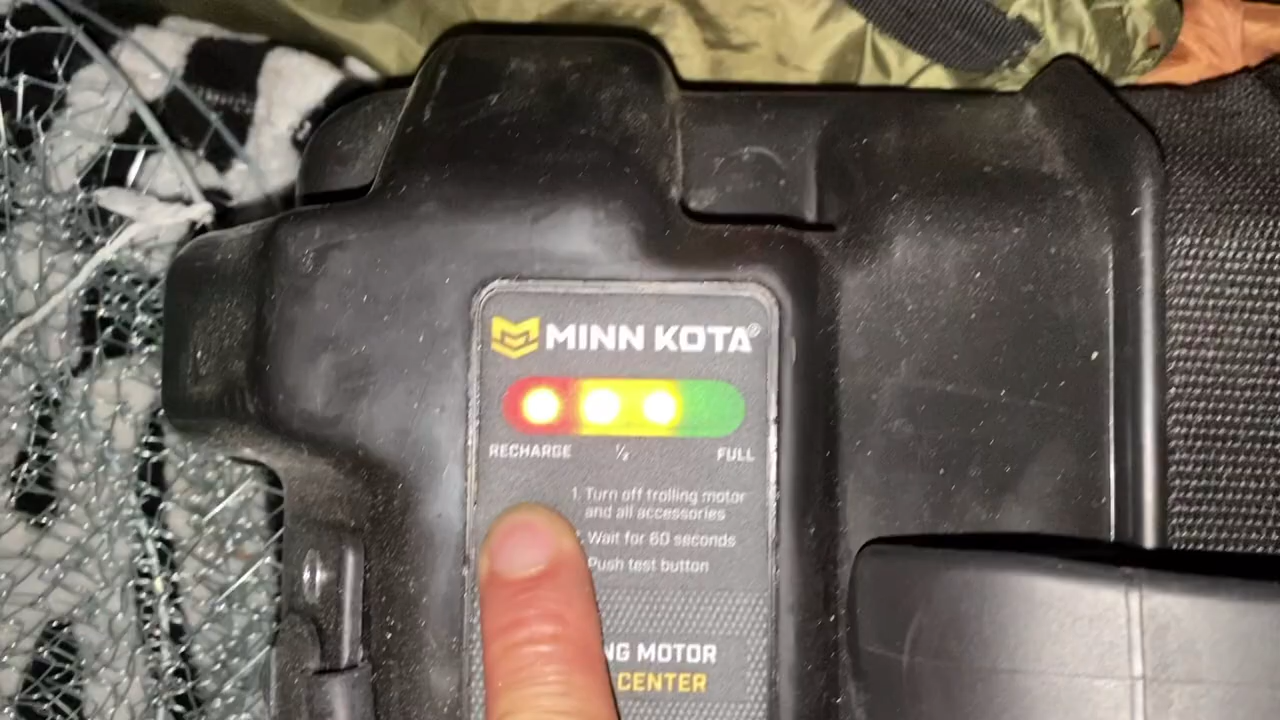 MINN KOTA®
RECHARGE ½ FULL
1. Turn off trolling motor
and all accessories
Wait for 60 seconds
Push test button
NG MOTOR
CENTER